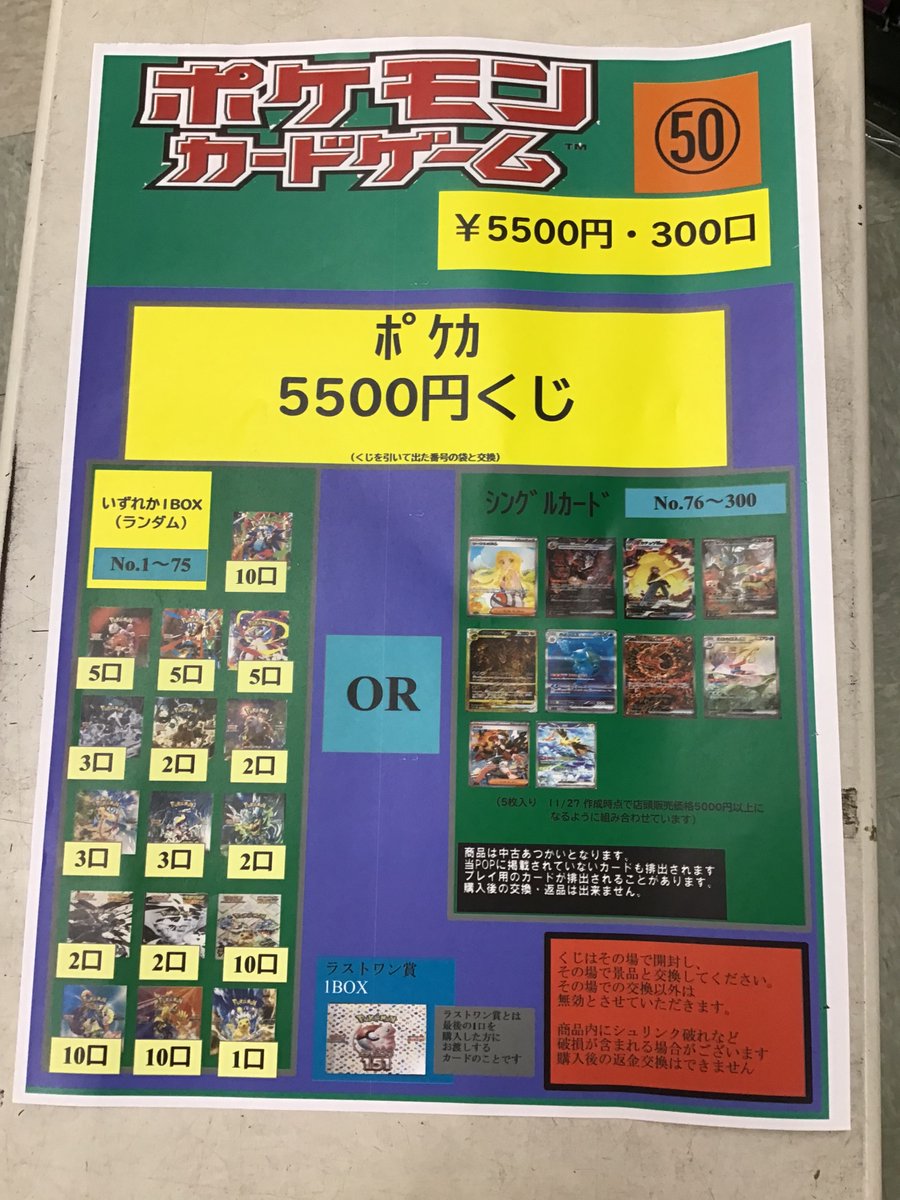 ポケモン
カードゲーム™
㊿
￥5500円・300口
ﾎﾟｹｶ
5500円くじ
（くじを引いて出た番号の袋と交換）
いずれか1BOX
（ランダム）
No.1～75
10口
5口
5口
5口
3口
2口
2口
3口
3口
2口
2口
2口
10口
10口
10口
1口
OR
ｼﾝｸﾞﾙｶｰﾄﾞ
No.76～300
（5枚入り　11/27 作成時点で店頭販売価格5000円以上に
なるように組み合わせています）
商品は中古あつかいとなります。
当POPに掲載されていないカードも排出されます
プレイ用のカードが排出されることがあります。
購入後の交換・返品は出来ません。
ラストワン賞
1BOX
151
ラストワン賞とは
最後の1口を
購入した方に
お渡しする
カードのことです
くじはその場で開封し、
その場で景品と交換してください。
その場での交換以外は
無効とさせていただきます。
商品内にシュリンク破れなど
破損が含まれる場合がございます
購入後の返金交換はできません